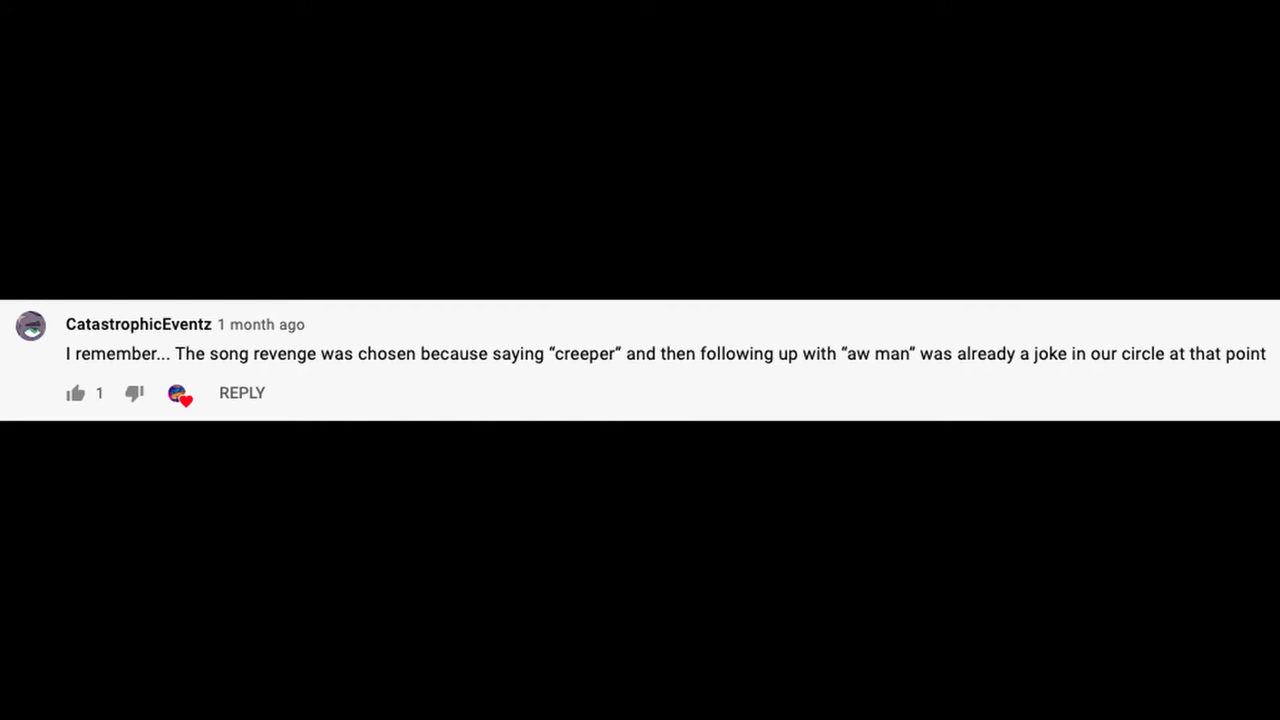 CatastrophicEventz 1 month ago
I remember... The song revenge was chosen because saying “creeper” and then following up with “aw man” was already a joke in our circle at that point
1 REPLY